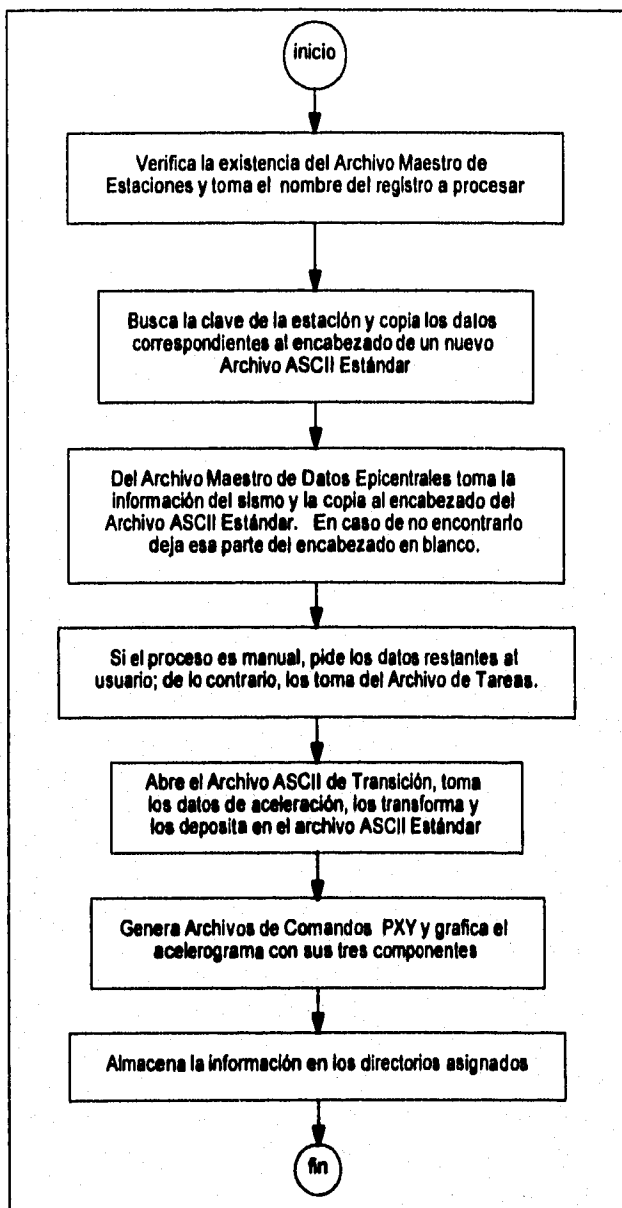 inicio
Verifica la existencia del Archivo Maestro de
Estaciones y toma el nombre del registro a procesar
Busca la clave de la estación y copia los datos
correspondientes al encabezado de un nuevo
Archivo ASCII Estándar
Del Archivo Maestro de Datos Epicentrales toma la
información del sismo y la copia al encabezado del
Archivo ASCII Estándar. En caso de no encontrarlo
deja esa parte del encabezado en blanco.
Si el proceso es manual, pide los datos restantes al
usuario; de lo contrario, los toma del Archivo de Tareas.
Abre el Archivo ASCII de Transición, toma
los datos de aceleración, los transforma y
los deposita en el archivo ASCII Estándar
Genera Archivos de Comandos PXY y grafica el
acelerograma con sus tres componentes
Almacena la información en los directorios asignados
fin